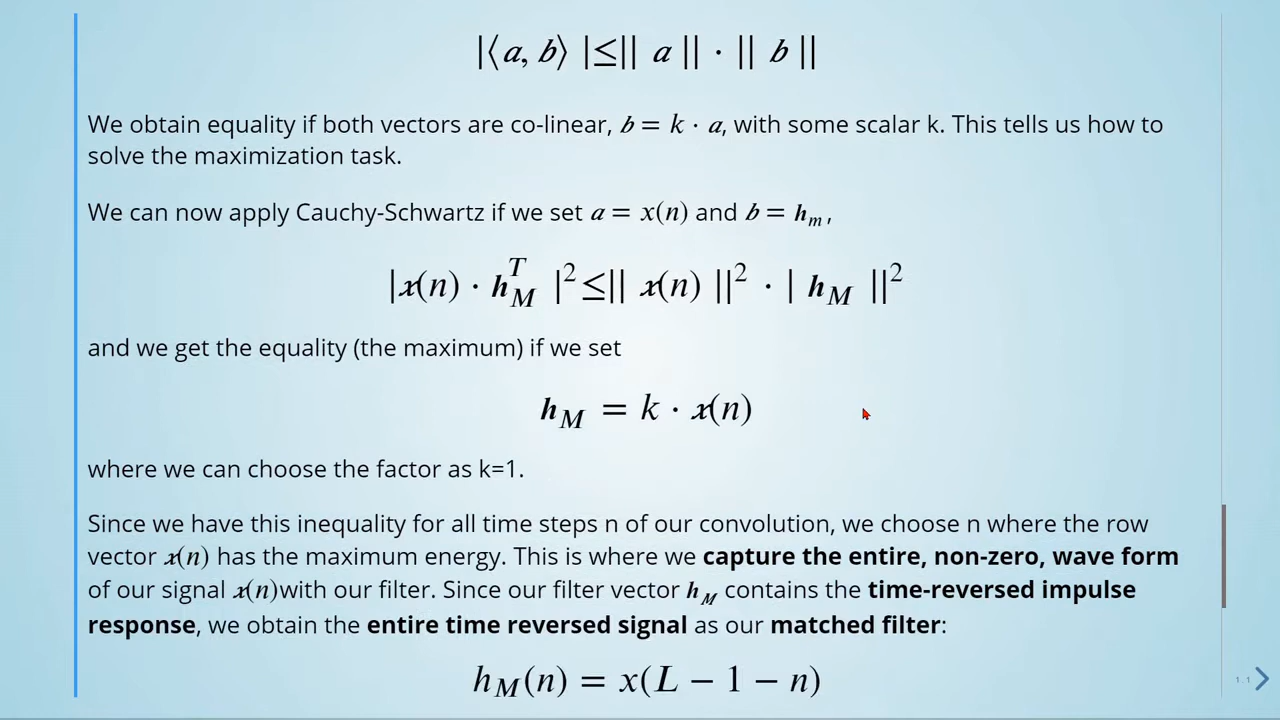 |⟨a, b⟩ |≤|| a || · || b ||
We obtain equality if both vectors are co-linear, b = k · a, with some scalar k. This tells us how to
solve the maximization task.
We can now apply Cauchy-Schwartz if we set a = x(n) and b = h_m,
|x(n) · h_M^T |^2≤|| x(n) ||^2 · | h_M ||^2
and we get the equality (the maximum) if we set
h_M = k · x(n)
where we can choose the factor as k=1.
Since we have this inequality for all time steps n of our convolution, we choose n where the row
vector x(n) has the maximum energy. This is where we capture the entire, non-zero, wave form
of our signal x(n)with our filter. Since our filter vector h_M contains the time-reversed impulse
response, we obtain the entire time reversed signal as our matched filter:
h_M(n) = x(L − 1 − n)
1.1